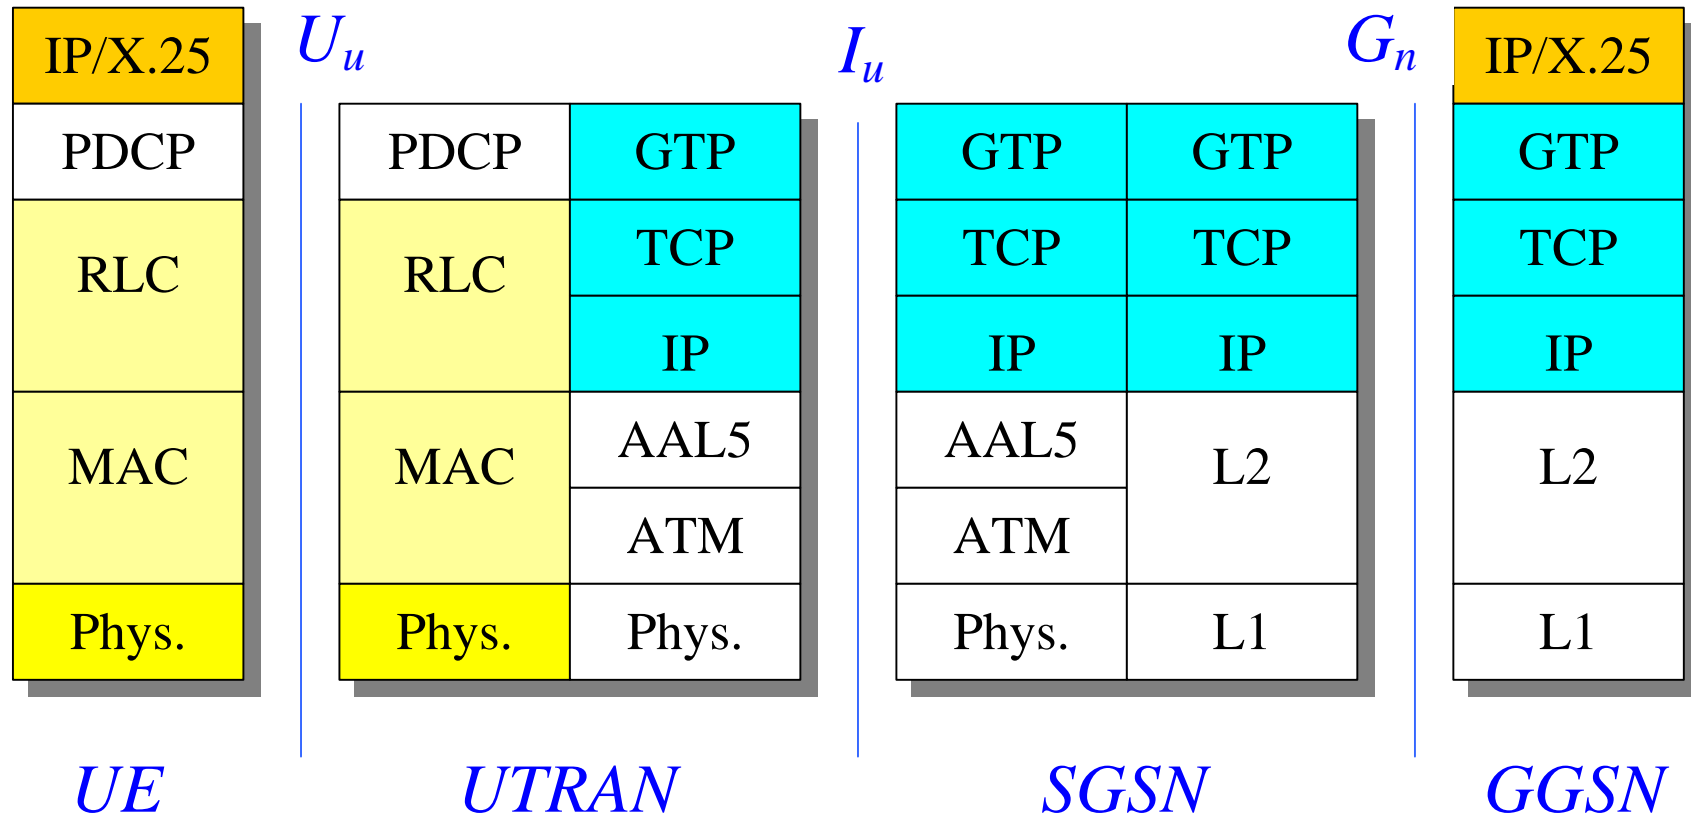 IP/X.25
Uu
Iu
Gn
IP/X.25
PDCP
PDCP
GTP
GTP
GTP
GTP
RLC
RLC
TCP
TCP
TCP
TCP
IP
IP
IP
IP
MAC
MAC
AAL5
AAL5
L2
L2
ATM
ATM
Phys.
Phys.
Phys.
Phys.
L1
L1
UE
UTRAN
SGSN
GGSN